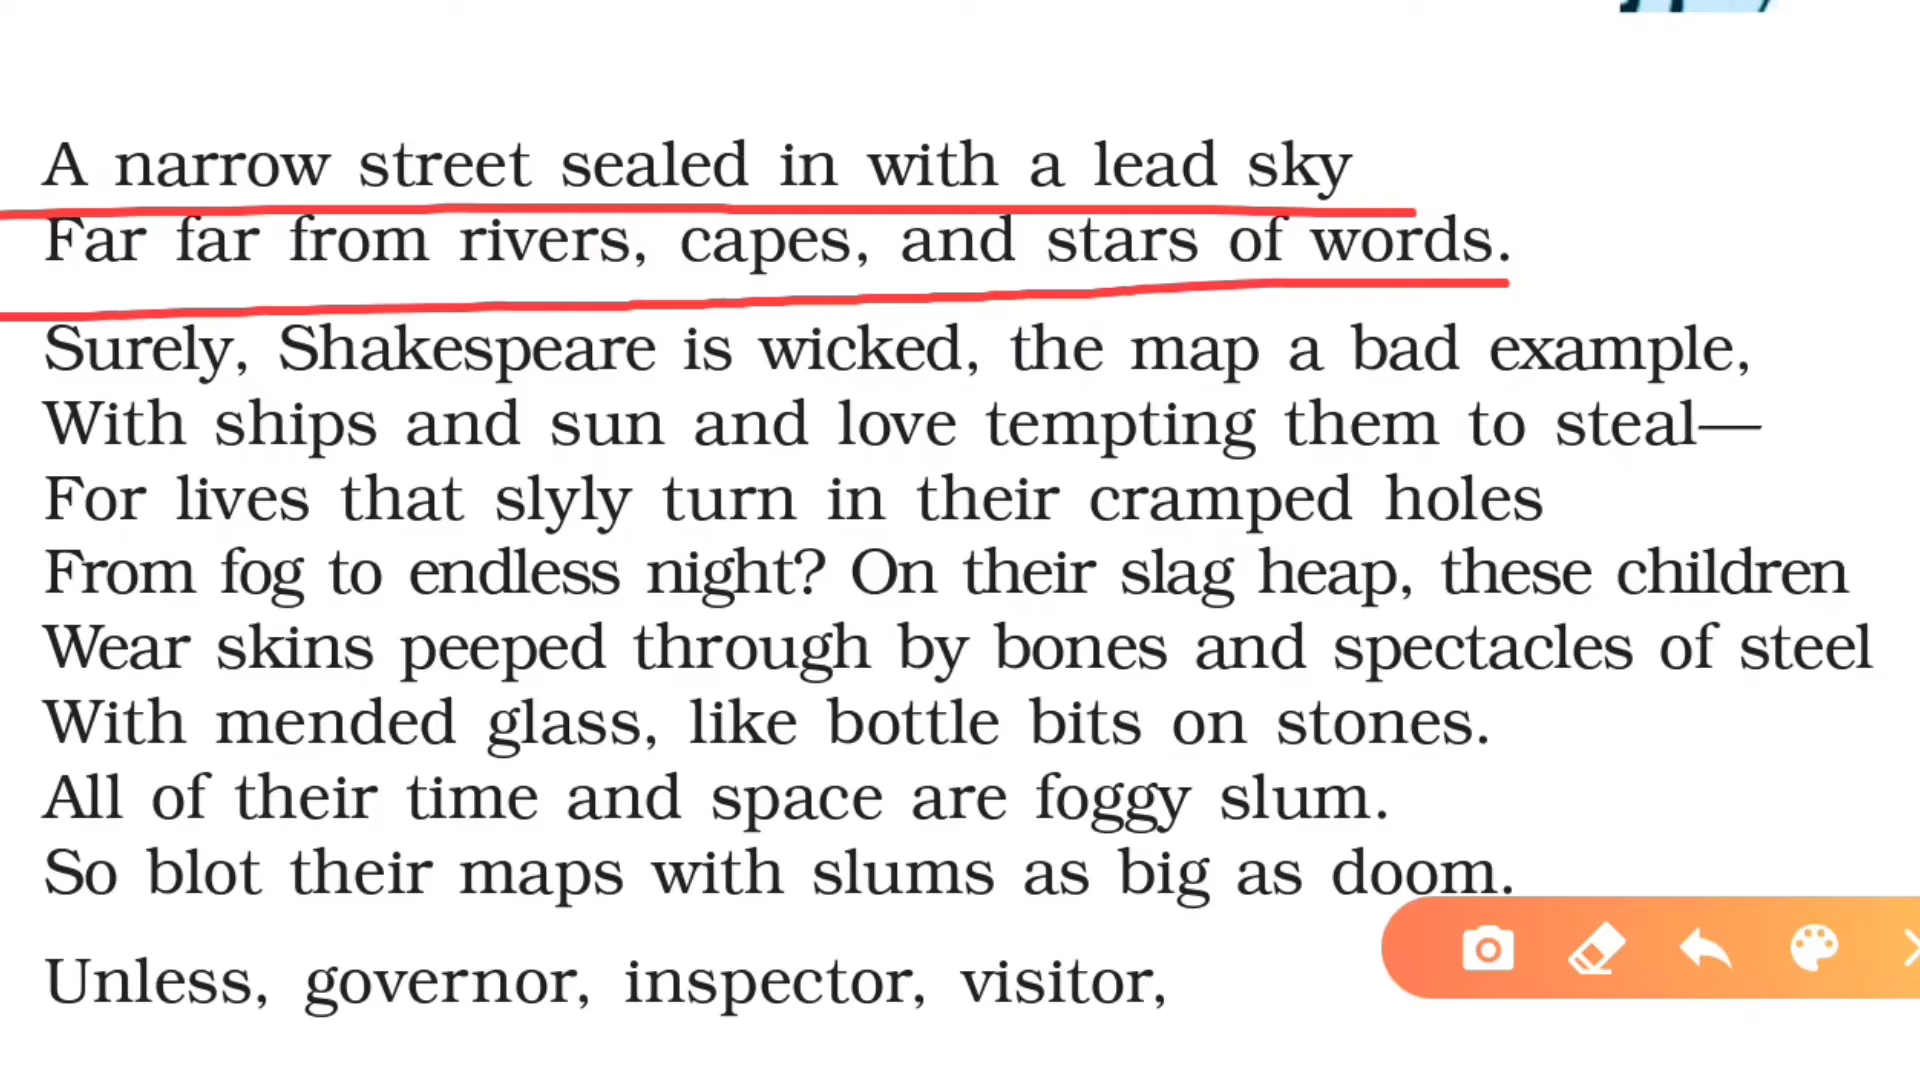 A narrow street sealed in with a lead sky
Far far from rivers, capes, and stars of words.
Surely, Shakespeare is wicked, the map a bad example,
With ships and sun and love tempting them to steal—
For lives that slyly turn in their cramped holes
From fog to endless night? On their slag heap, these children
Wear skins peeped through by bones and spectacles of steel
With mended glass, like bottle bits on stones.
All of their time and space are foggy slum.
So blot their maps with slums as big as doom.
Unless, governor, inspector, visitor,